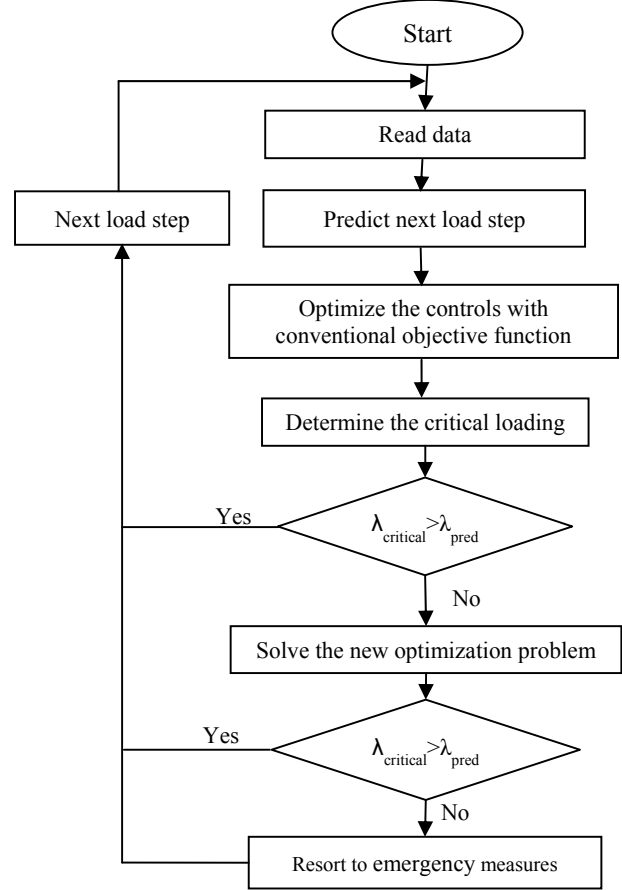 Start
Read data
Next load step
Predict next load step
Optimize the controls with
conventional objective function
Determine the critical loading
Yes
λcritical>λpred
No
Solve the new optimization problem
Yes
λcritical>λpred
No
Resort to emergency measures